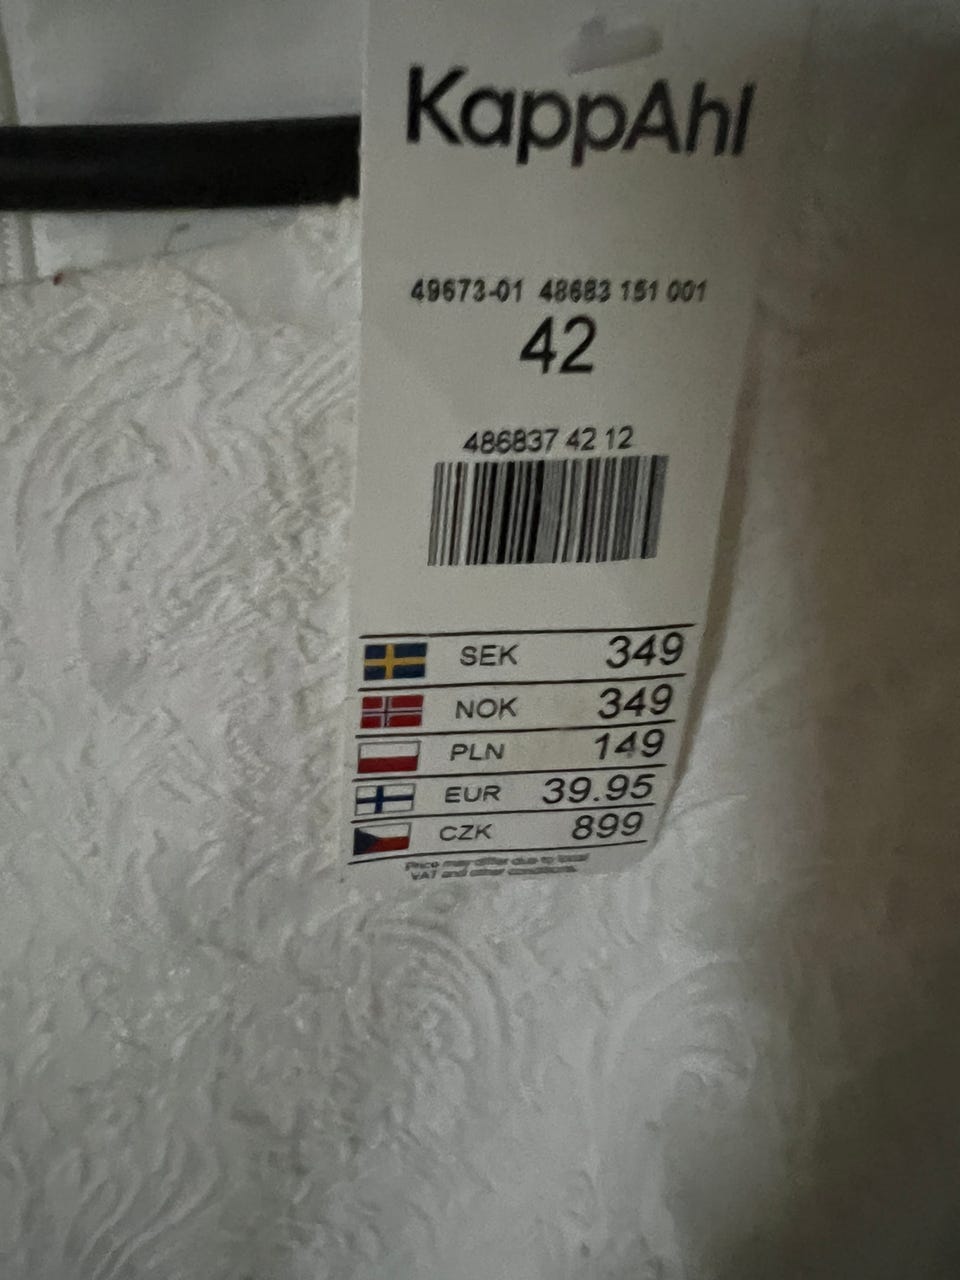 KappAhl
49673-01 48683 151 001
42
486837 42 12
SEK 349
NOK 349
PLN 149
EUR 39.95
CZK 899
Price may differ due to local
VAT and other conditions.